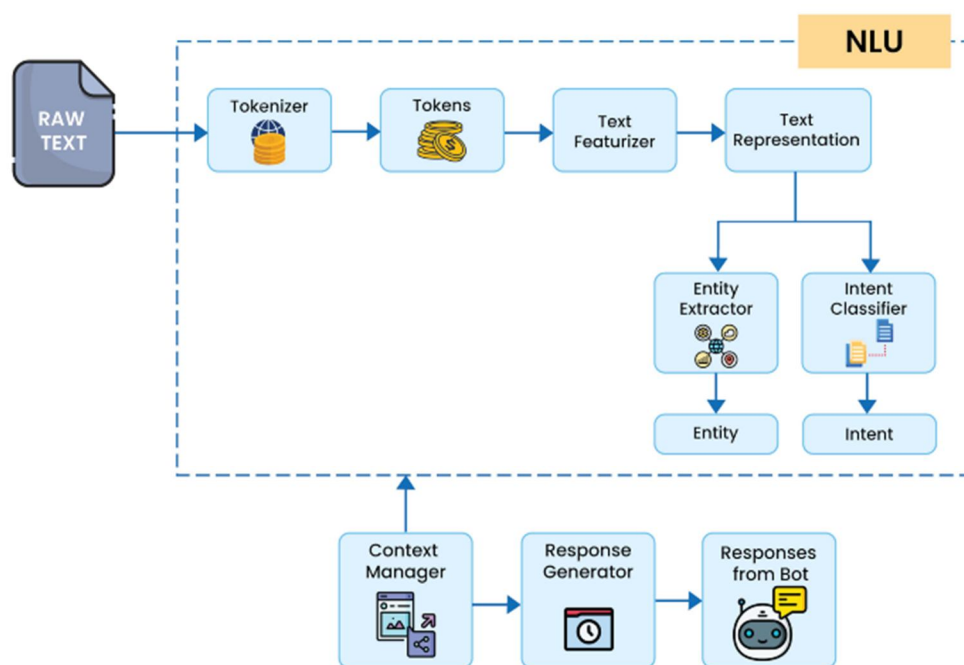 NLU
RAW
TEXT
Tokenizer
Tokens
Text
Featurizer
Text
Representation
Entity
Extractor
Intent
Classifier
Entity
Intent
Context
Manager
Response
Generator
Responses
from Bot